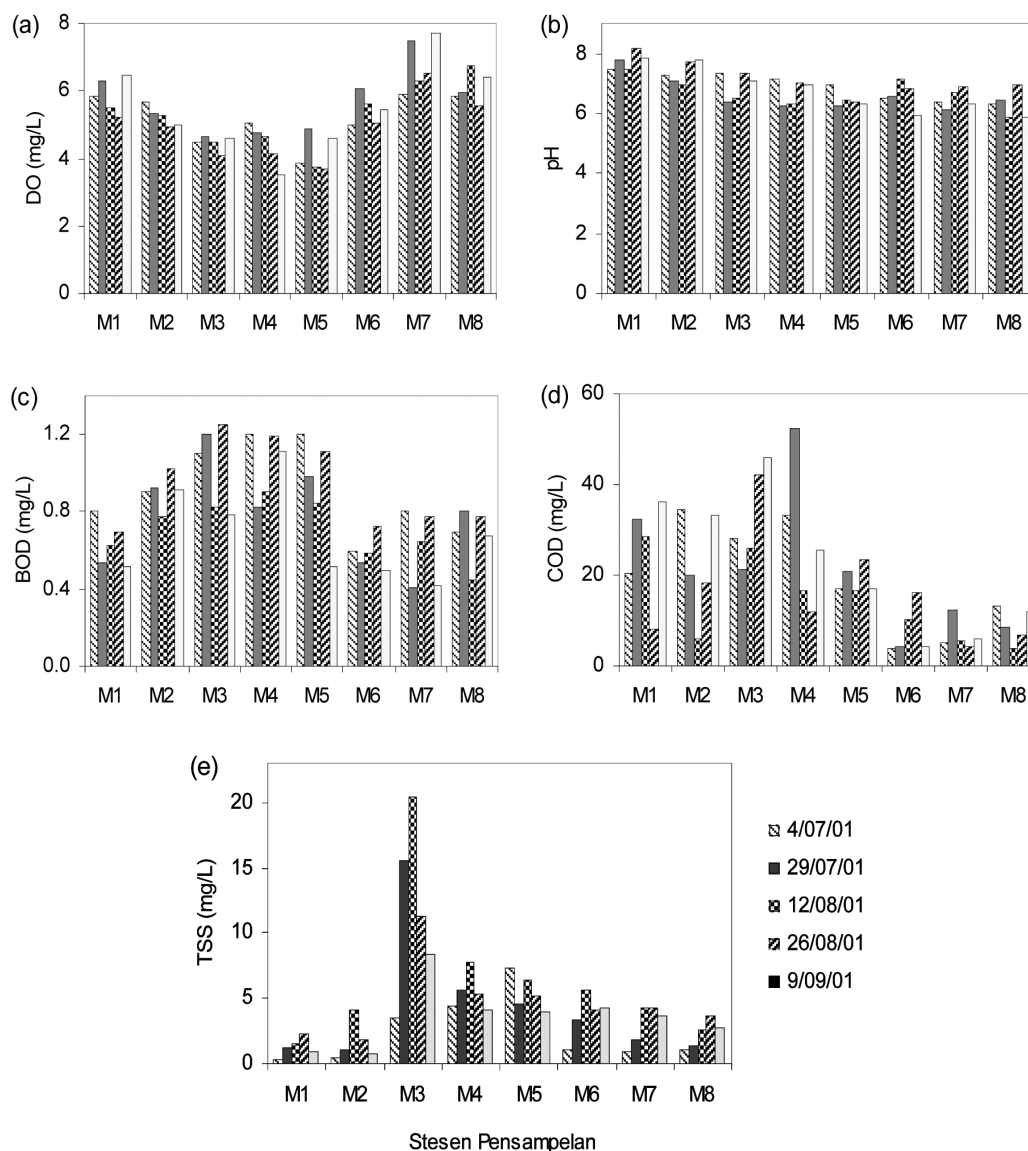 (a)
DO (mg/L)
8
6
4
2
0
M1 M2 M3 M4 M5 M6 M7 M8
(b)
pH
8
6
4
2
0
M1 M2 M3 M4 M5 M6 M7 M8
(c)
BOD (mg/L)
1.2
0.8
0.4
0.0
M1 M2 M3 M4 M5 M6 M7 M8
(d)
COD (mg/L)
60
40
20
0
M1 M2 M3 M4 M5 M6 M7 M8
(e)
TSS (mg/L)
20
15
10
5
0
M1 M2 M3 M4 M5 M6 M7 M8
Stesen Pensampelan
4/07/01
29/07/01
12/08/01
26/08/01
9/09/01